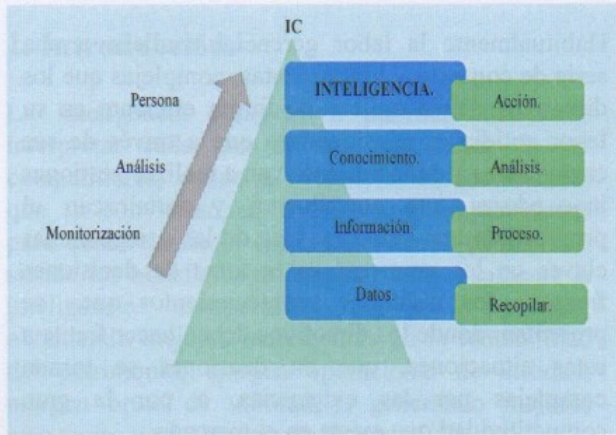 IC
Persona
Análisis
Monitorización
INTELIGENCIA.
Acción.
Conocimiento.
Análisis.
Información
Proceso.
Datos.
Recopilar.